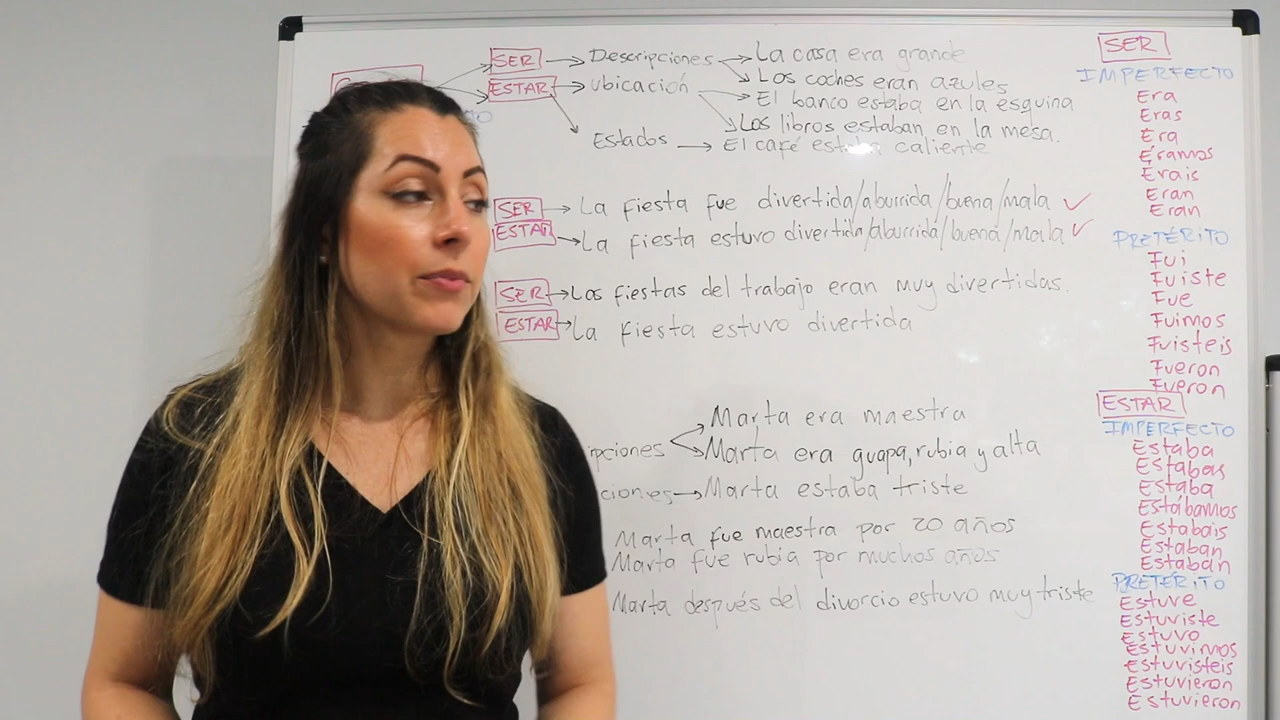 SER → Descripciones → La casa era grande
Los coches eran azules
ESTAR → ubicación → El banco estaba en la esquina
Los libros estaban en la mesa.
Estados → El café estaba caliente
SER → La fiesta fue divertida/aburrida/buena/mala ✓
ESTAR → La fiesta estuvo divertida/aburrida/buena/mala ✓
SER → Las fiestas del trabajo eran muy divertidas.
ESTAR → La fiesta estuvo divertida
Marta era maestra
pciones Marta era guapa, rubia y alta
ciones → Marta estaba triste
Marta fue maestra por 20 años
Marta fue rubia por muchos años
Marta después del divorcio estuvo muy triste
SER
IMPERFECTO
Era
Eras
Era
Éramos
Erais
Eran
Eran
PRETÉRITO
Fui
Fuiste
Fue
Fuimos
Fuisteis
Fueron
Fueron
ESTAR
IMPERFECTO
Estaba
Estabas
Estaba
Estábamos
Estabais
Estaban
Estaban
PRETÉRITO
Estuve
Estuviste
Estuvo
Estuvimos
Estuvisteis
Estuvieron
Estuvieron